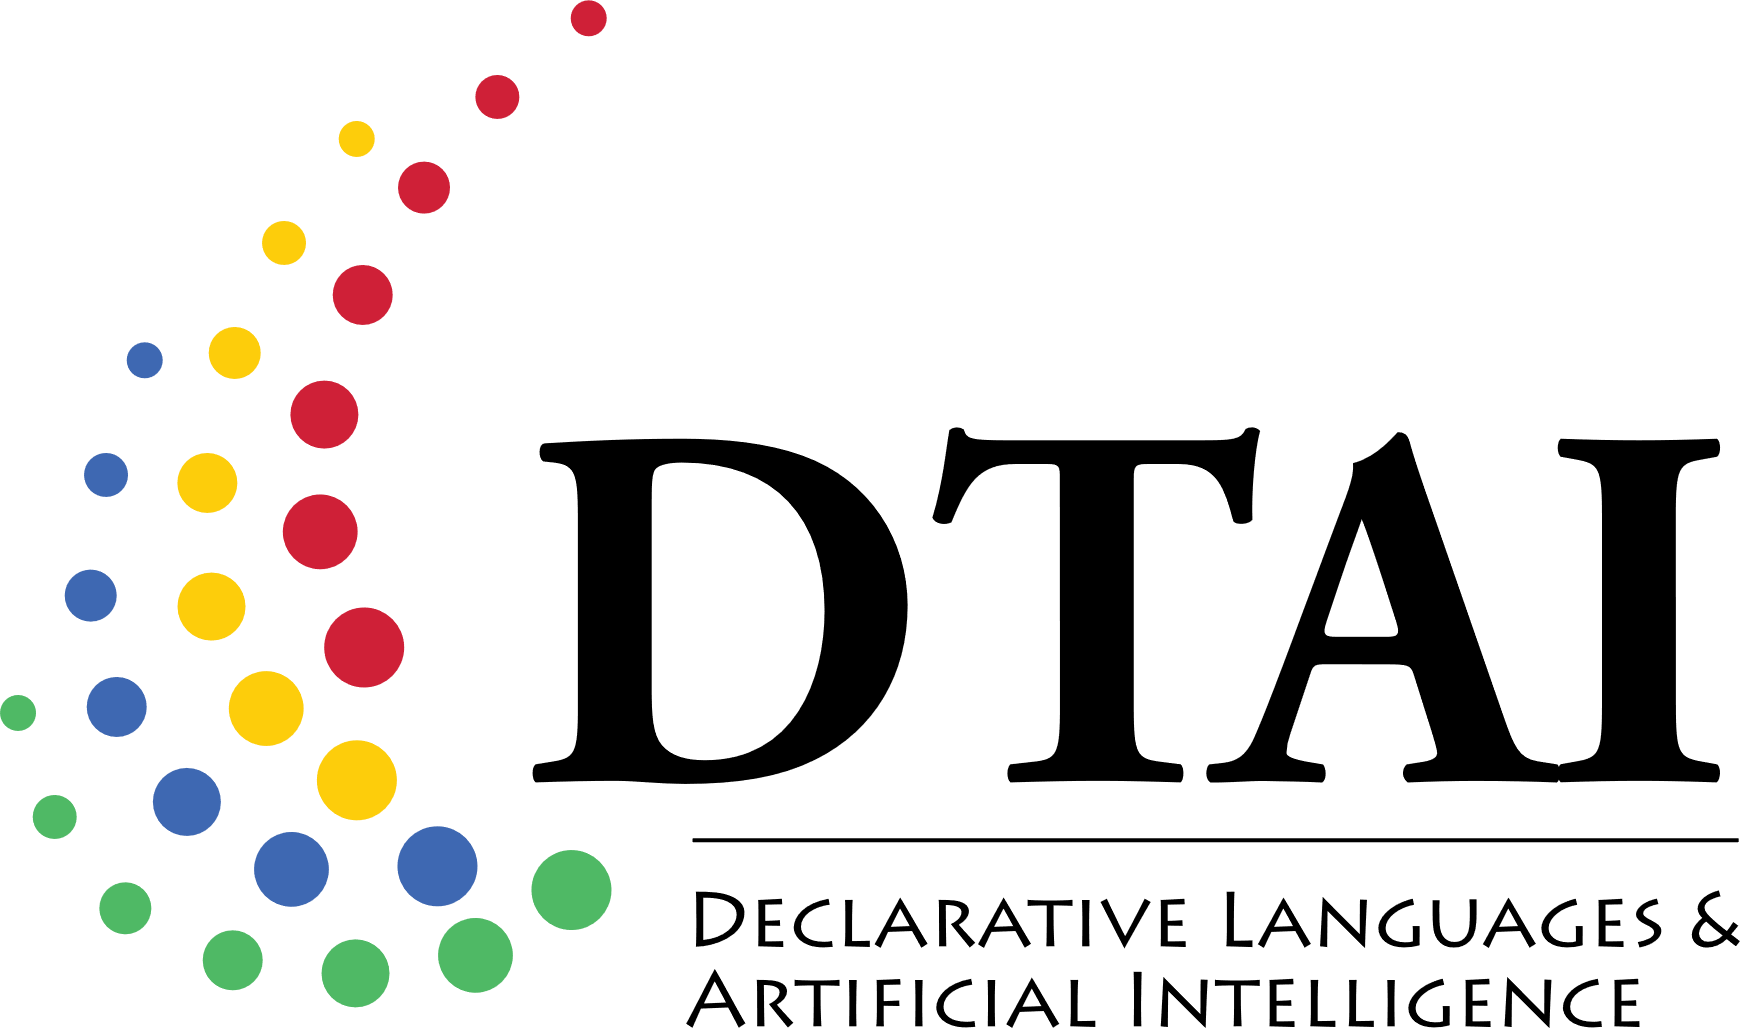 DTAI
Declarative Languages &
Artificial Intelligence